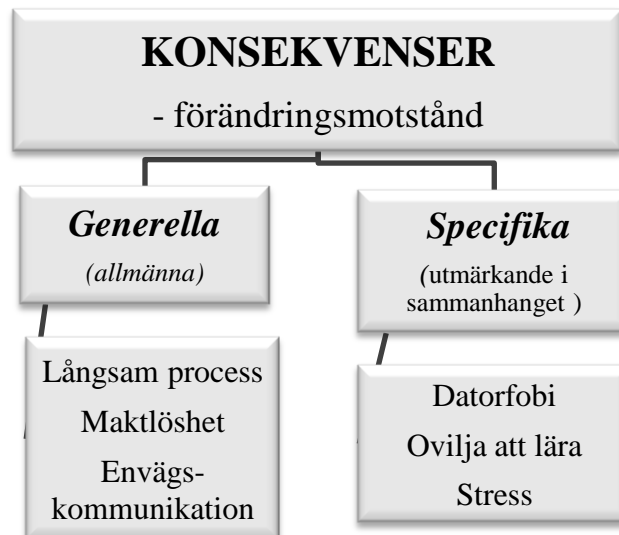 KONSEKVENSER
- förändringsmotstånd
Generella
(allmänna)
Specifika
(utmärkande i
sammanhanget )
Långsam process
Maktlöshet
Envägs-
kommunikation
Datorfobi
Ovilja att lära
Stress